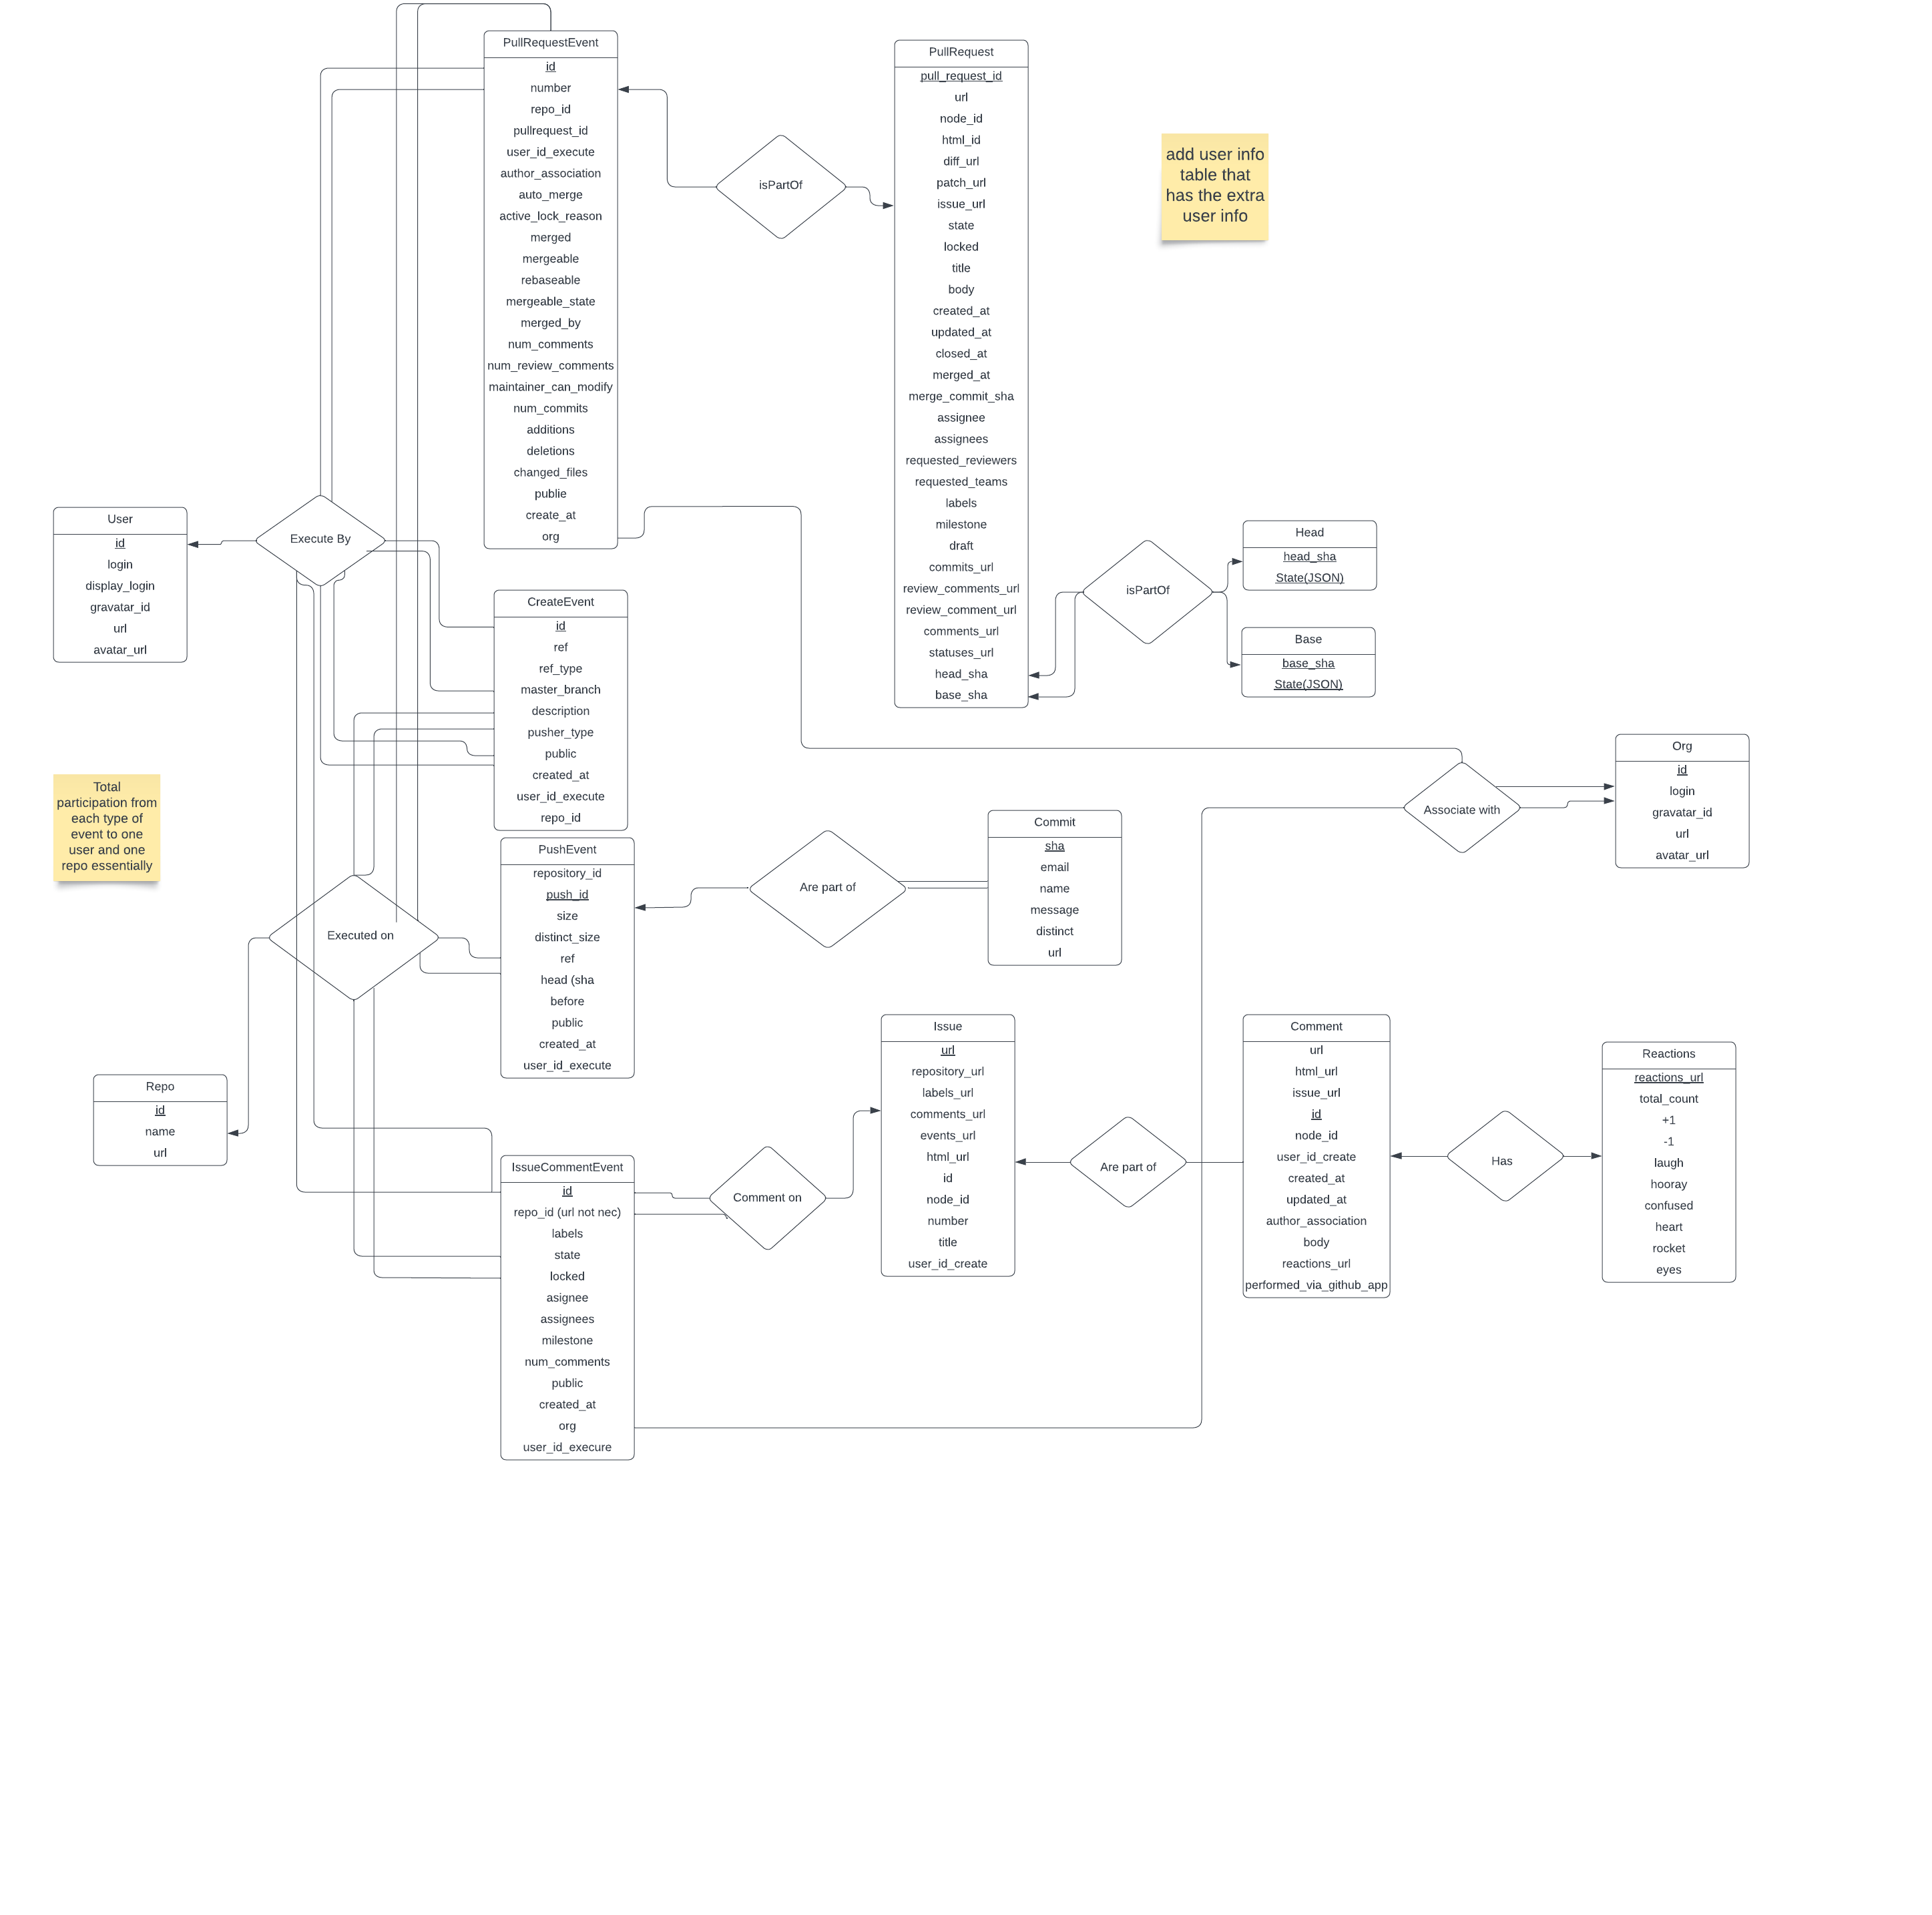 PullRequestEvent
id
number
repo_id
pullrequest_id
user_id_execute
author_association
auto_merge
active_lock_reason
merged
mergeable
rebaseable
mergeable_state
merged_by
num_comments
num_review_comments
maintainer_can_modify
num_commits
additions
deletions
changed_files
publie
create_at
org
isPartOf
PullRequest
pull_request_id
url
node_id
html_id
diff_url
patch_url
issue_url
state
locked
title
body
created_at
updated_at
closed_at
merged_at
merge_commit_sha
assignee
assignees
requested_reviewers
requested_teams
labels
milestone
draft
commits_url
review_comments_url
review_comment_url
comments_url
statuses_url
head_sha
base_sha
add user info
table that
has the extra
user info
User
id
login
display_login
gravatar_id
url
avatar_url
Execute By
isPartOf
Head
head_sha
State(JSON)
Base
base_sha
State(JSON)
CreateEvent
id
ref
ref_type
master_branch
description
pusher_type
public
created_at
user_id_execute
repo_id
Total
participation from
each type of
event to one
user and one
repo essentially
Org
id
login
gravatar_id
url
avatar_url
Associate with
PushEvent
repository_id
push_id
size
distinct_size
ref
head (sha
before
public
created_at
user_id_execute
Are part of
Commit
sha
email
name
message
distinct
url
Executed on
Repo
id
name
url
IssueCommentEvent
id
repo_id (url not nec)
labels
state
locked
asignee
assignees
milestone
num_comments
public
created_at
org
user_id_execure
Comment on
Issue
url
repository_url
labels_url
comments_url
events_url
html_url
id
node_id
number
title
user_id_create
Are part of
Comment
url
html_url
issue_url
id
node_id
user_id_create
created_at
updated_at
author_association
body
reactions_url
performed_via_github_app
Has
Reactions
reactions_url
total_count
+1
-1
laugh
hooray
confused
heart
rocket
eyes